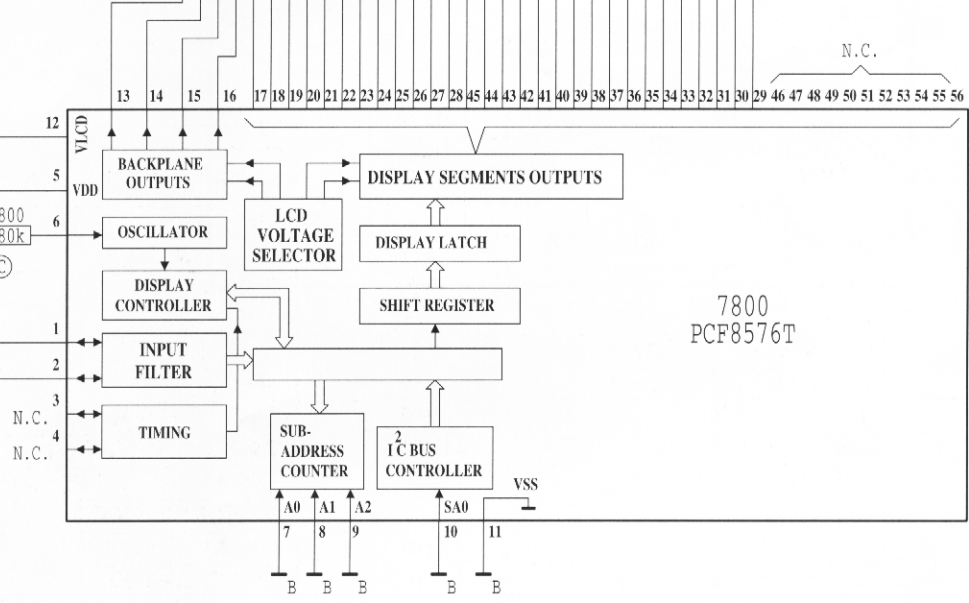 N.C.
13 14 15 16 17 18 19 20 21 22 23 24 25 26 27 28 45 44 43 42 41 40 39 38 37 36 35 34 33 32 31 30 29 46 47 48 49 50 51 52 53 54 55 56
12
VLCD
5
VDD
800
80k
6
C
BACKPLANE
OUTPUTS
DISPLAY SEGMENTS OUTPUTS
LCD
VOLTAGE
SELECTOR
OSCILLATOR
DISPLAY LATCH
DISPLAY
CONTROLLER
SHIFT REGISTER
7800
PCF8576T
1
2
INPUT
FILTER
3
N.C.
4
N.C.
TIMING
SUB-
ADDRESS
COUNTER
2
I C BUS
CONTROLLER
VSS
A0 A1 A2 SA0
7 8 9 10 11
B B B B B